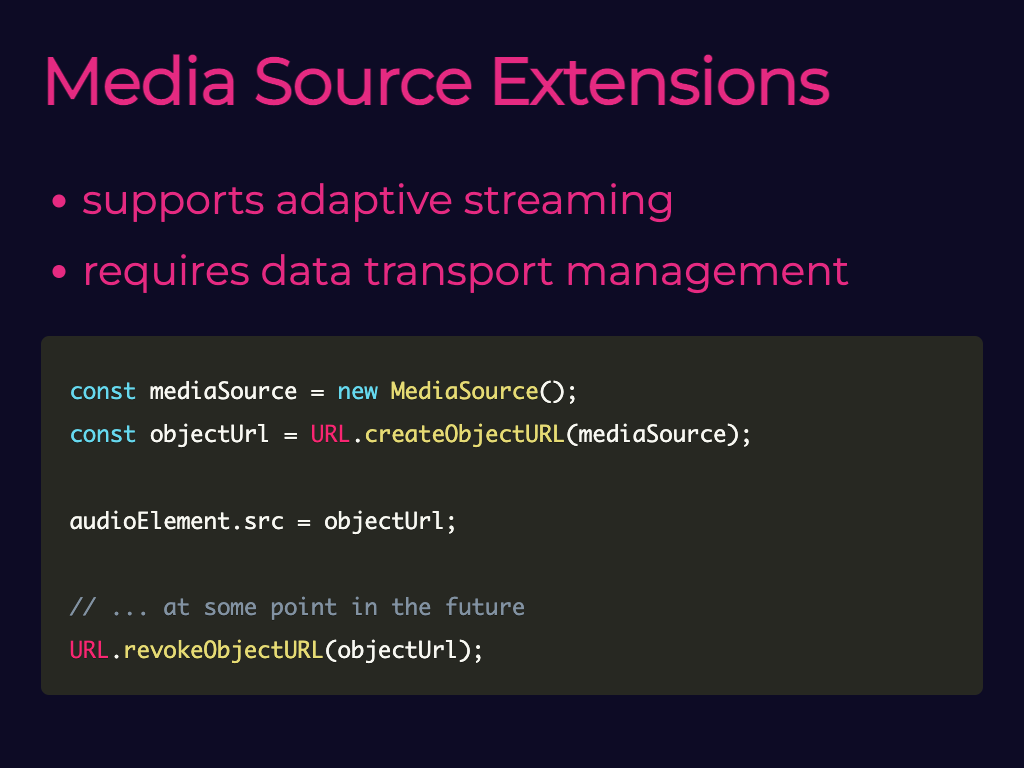 Media Source Extensions
• supports adaptive streaming
• requires data transport management
const mediaSource = new MediaSource();
const objectUrl = URL.createObjectURL(mediaSource);
audioElement.src = objectUrl;
// ... at some point in the future
URL.revokeObjectURL(objectUrl);